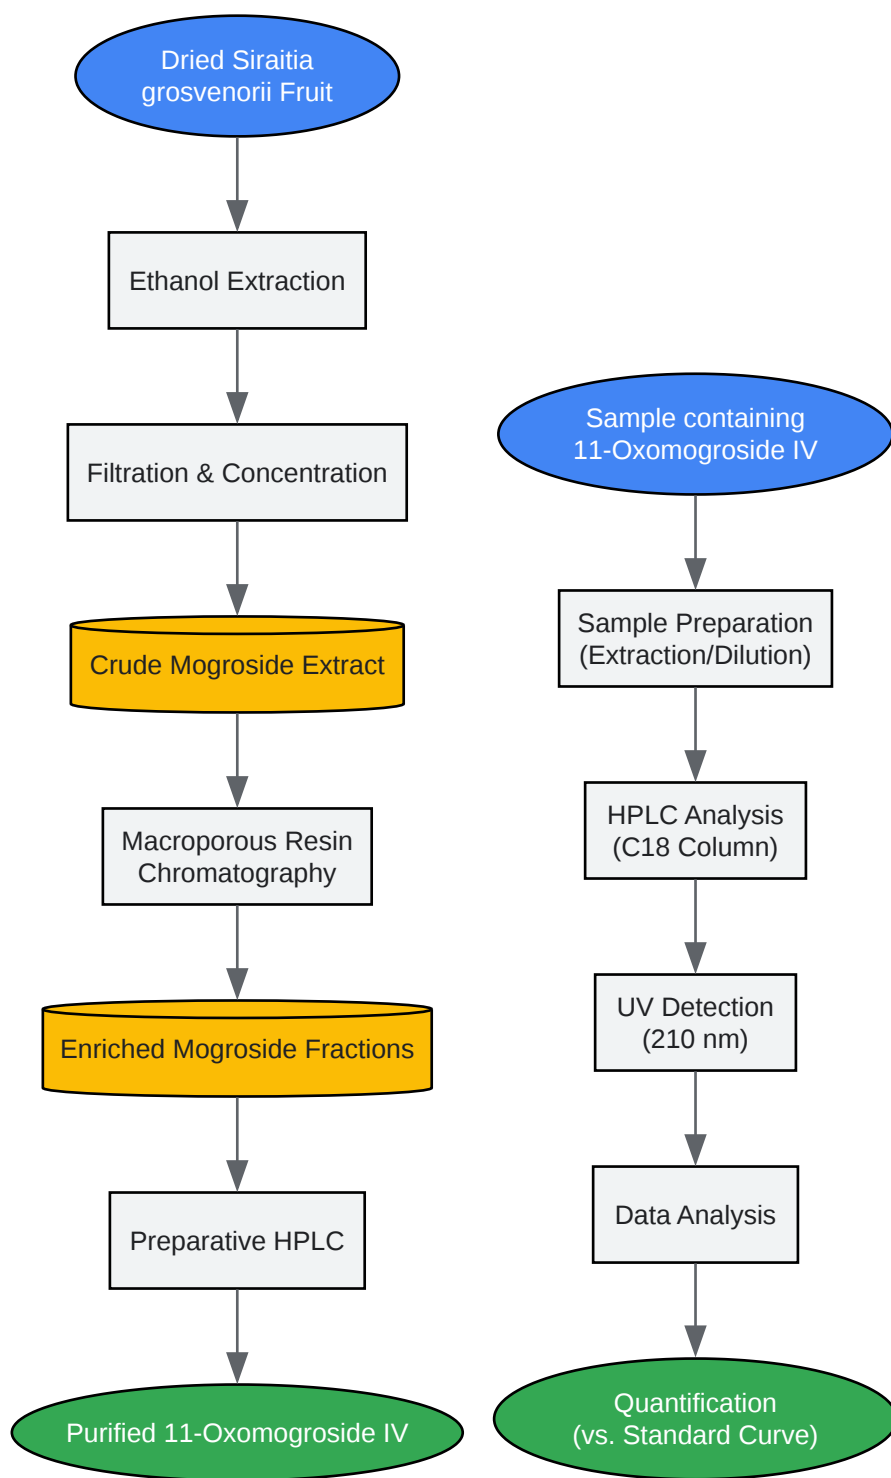 Dried Siraitia
grosvenorii Fruit
Ethanol Extraction
Filtration & Concentration
Crude Mogroside Extract
Macroporous Resin
Chromatography
Enriched Mogroside Fractions
Preparative HPLC
Purified 11-Oxomogroside IV
Sample containing
11-Oxomogroside IV
Sample Preparation
(Extraction/Dilution)
HPLC Analysis
(C18 Column)
UV Detection
(210 nm)
Data Analysis
Quantification
(vs. Standard Curve)